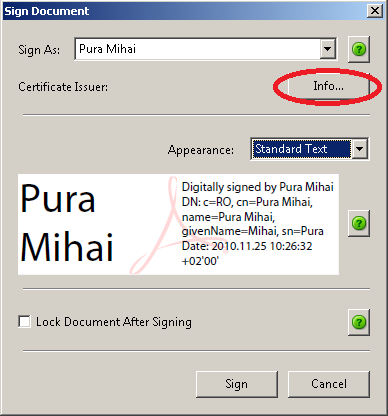 Sign Document
Sign As: Pura Mihai
Certificate Issuer: Info...
Appearance: Standard Text
Pura
Mihai
Digitally signed by Pura Mihai
DN: c=RO, cn=Pura Mihai,
name=Pura Mihai,
givenName=Mihai, sn=Pura
Date: 2010.11.25 10:26:32
+02'00'
Lock Document After Signing
Sign Cancel